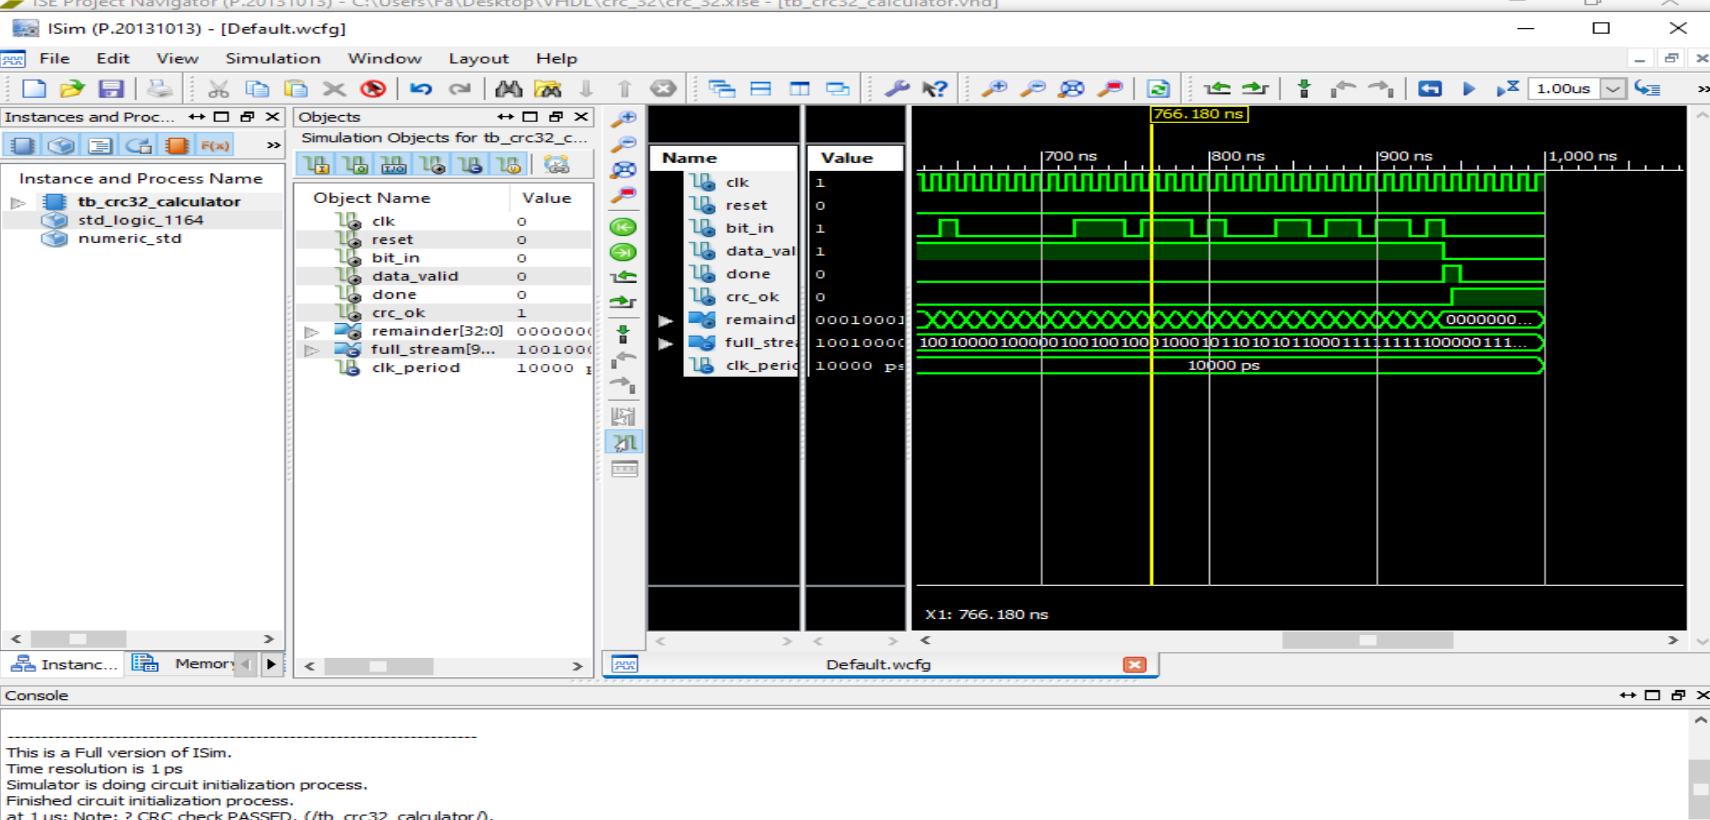 ISE Project Navigator (P.20131013) - C:\Users\Fa\Desktop\VHDL\crc_32\crc_32.xise - [tb_crc32_calculator.vhd]
ISim (P.20131013) - [Default.wcfg]
File Edit View Simulation Window Layout Help
1.00us
»
Instances and Proc...
F(x)
»
Instance and Process Name
tb_crc32_calculator
std_logic_1164
numeric_std
Instanc...
Memory
Objects
Simulation Objects for tb_crc32_c...
Object Name Value
clk 0
reset 0
bit_in 0
data_valid 0
done 0
crc_ok 1
remainder[32:0] 000000
full_stream[9... 100100
clk_period 10000
Name Value
clk 1
reset 0
bit_in 1
data_val 1
done 0
crc_ok 0
remaind 00010001
full_strea 10010000
clk_peric 10000 ps
766.180 ns
700 ns 800 ns 900 ns 1,000 ns
0000000...
10000 ps
X1: 766.180 ns
Default.wcfg
Console
This is a Full version of ISim.
Time resolution is 1 ps
Simulator is doing circuit initialization process.
Finished circuit initialization process.
at 1 us: Note: ? CRC check PASSED. (/tb_crc32_calculator/).